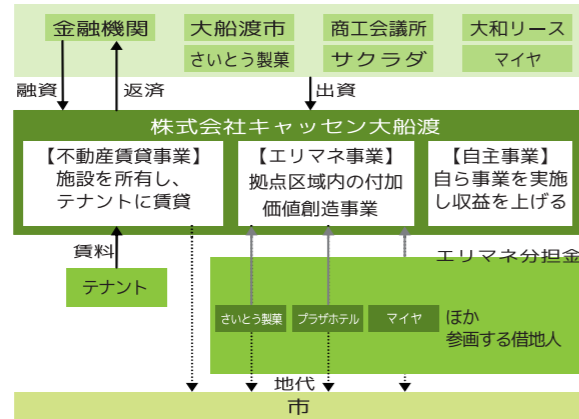 金融機関
大船渡市
商工会議所
大和リース
さいとう製菓
サクラダ
マイヤ
融資
返済
出資
株式会社キャッセン大船渡
【不動産賃貸事業】
施設を所有し、
テナントに賃貸
【エリマネ事業】
拠点区域内の付加
価値創造事業
【自主事業】
自ら事業を実施
し収益を上げる
賃料
エリマネ分担金
テナント
さいとう製菓
プラザホテル
マイヤ
ほか
参画する借地人
地代
市